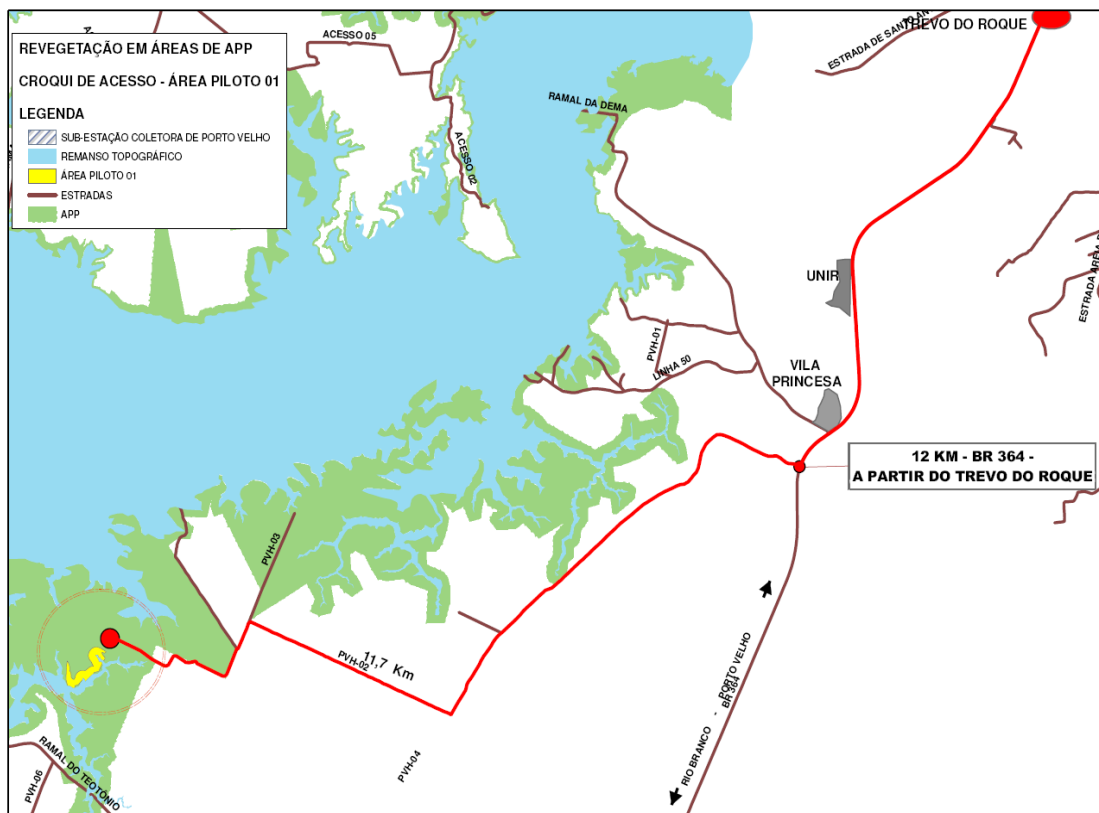 REVEGETAÇÃO EM ÁREAS DE APP
CROQUI DE ACESSO - ÁREA PILOTO 01
LEGENDA
SUB-ESTAÇÃO COLETORA DE PORTO VELHO
REMANSO TOPOGRÁFICO
ÁREA PILOTO 01
ESTRADAS
APP
ACESSO 05
ACESSO 02
RAMAL DA DEMA
ESTRADA DE SANTO AN
TREVO DO ROQUE
UNIR
ESTRADA AREIA
PVH-01
LINHA 50
VILA
PRINCESA
12 KM - BR 364 -
A PARTIR DO TREVO DO ROQUE
PVH-03
PVH-02
11,7 Km
PVH-04
RIO BRANCO - PORTO VELHO
BR 364
RAMAL DO TEOTÔNIO
PVH-06